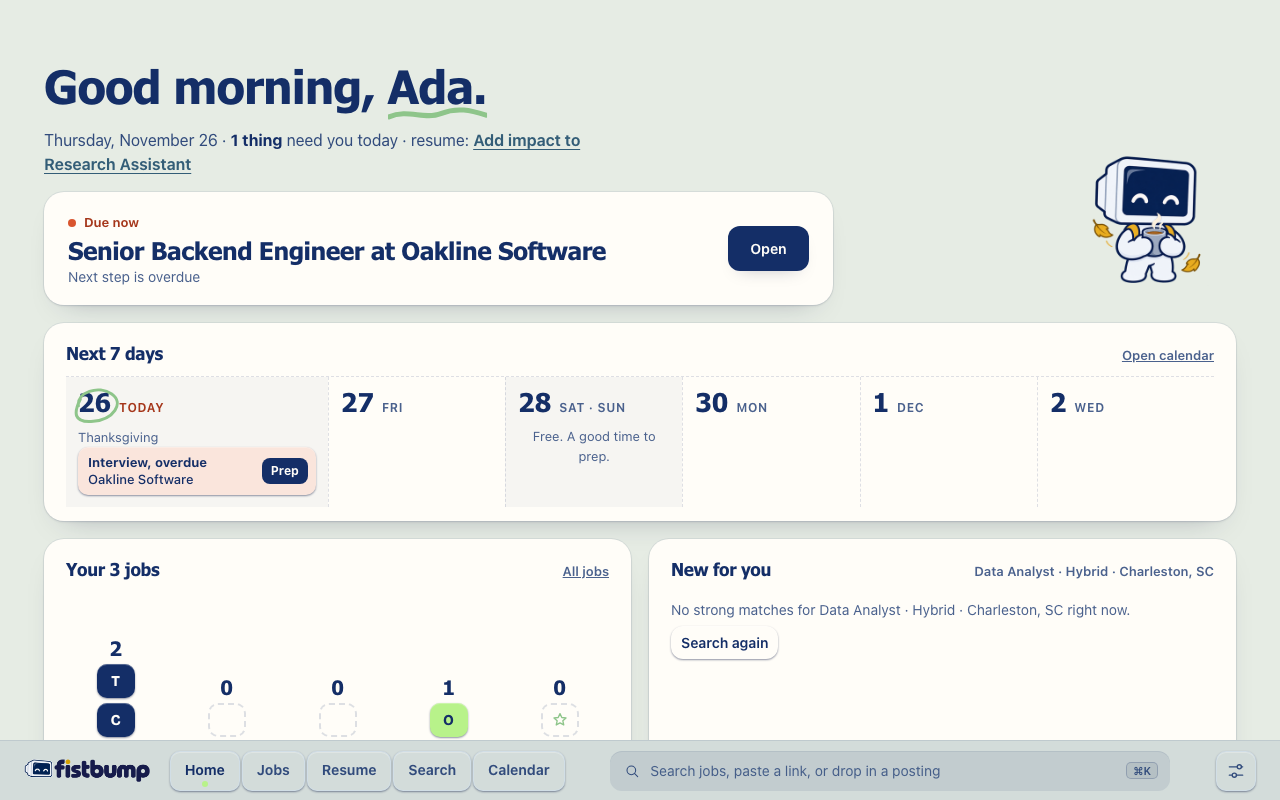 Good morning, Ada.
Thursday, November 26 · 1 thing need you today · resume: Add impact to
Research Assistant
Due now
Senior Backend Engineer at Oakline Software
Next step is overdue
Open
Next 7 days
Open calendar
26 TODAY
Thanksgiving
Interview, overdue
Oakline Software
Prep
27 FRI
28 SAT · SUN
Free. A good time to
prep.
30 MON
1 DEC
2 WED
Your 3 jobs
All jobs
2
T
C
0
0
1
O
0
New for you
Data Analyst · Hybrid · Charleston, SC
No strong matches for Data Analyst · Hybrid · Charleston, SC right now.
Search again
fistbump
Home
Jobs
Resume
Search
Calendar
Search jobs, paste a link, or drop in a posting
⌘K